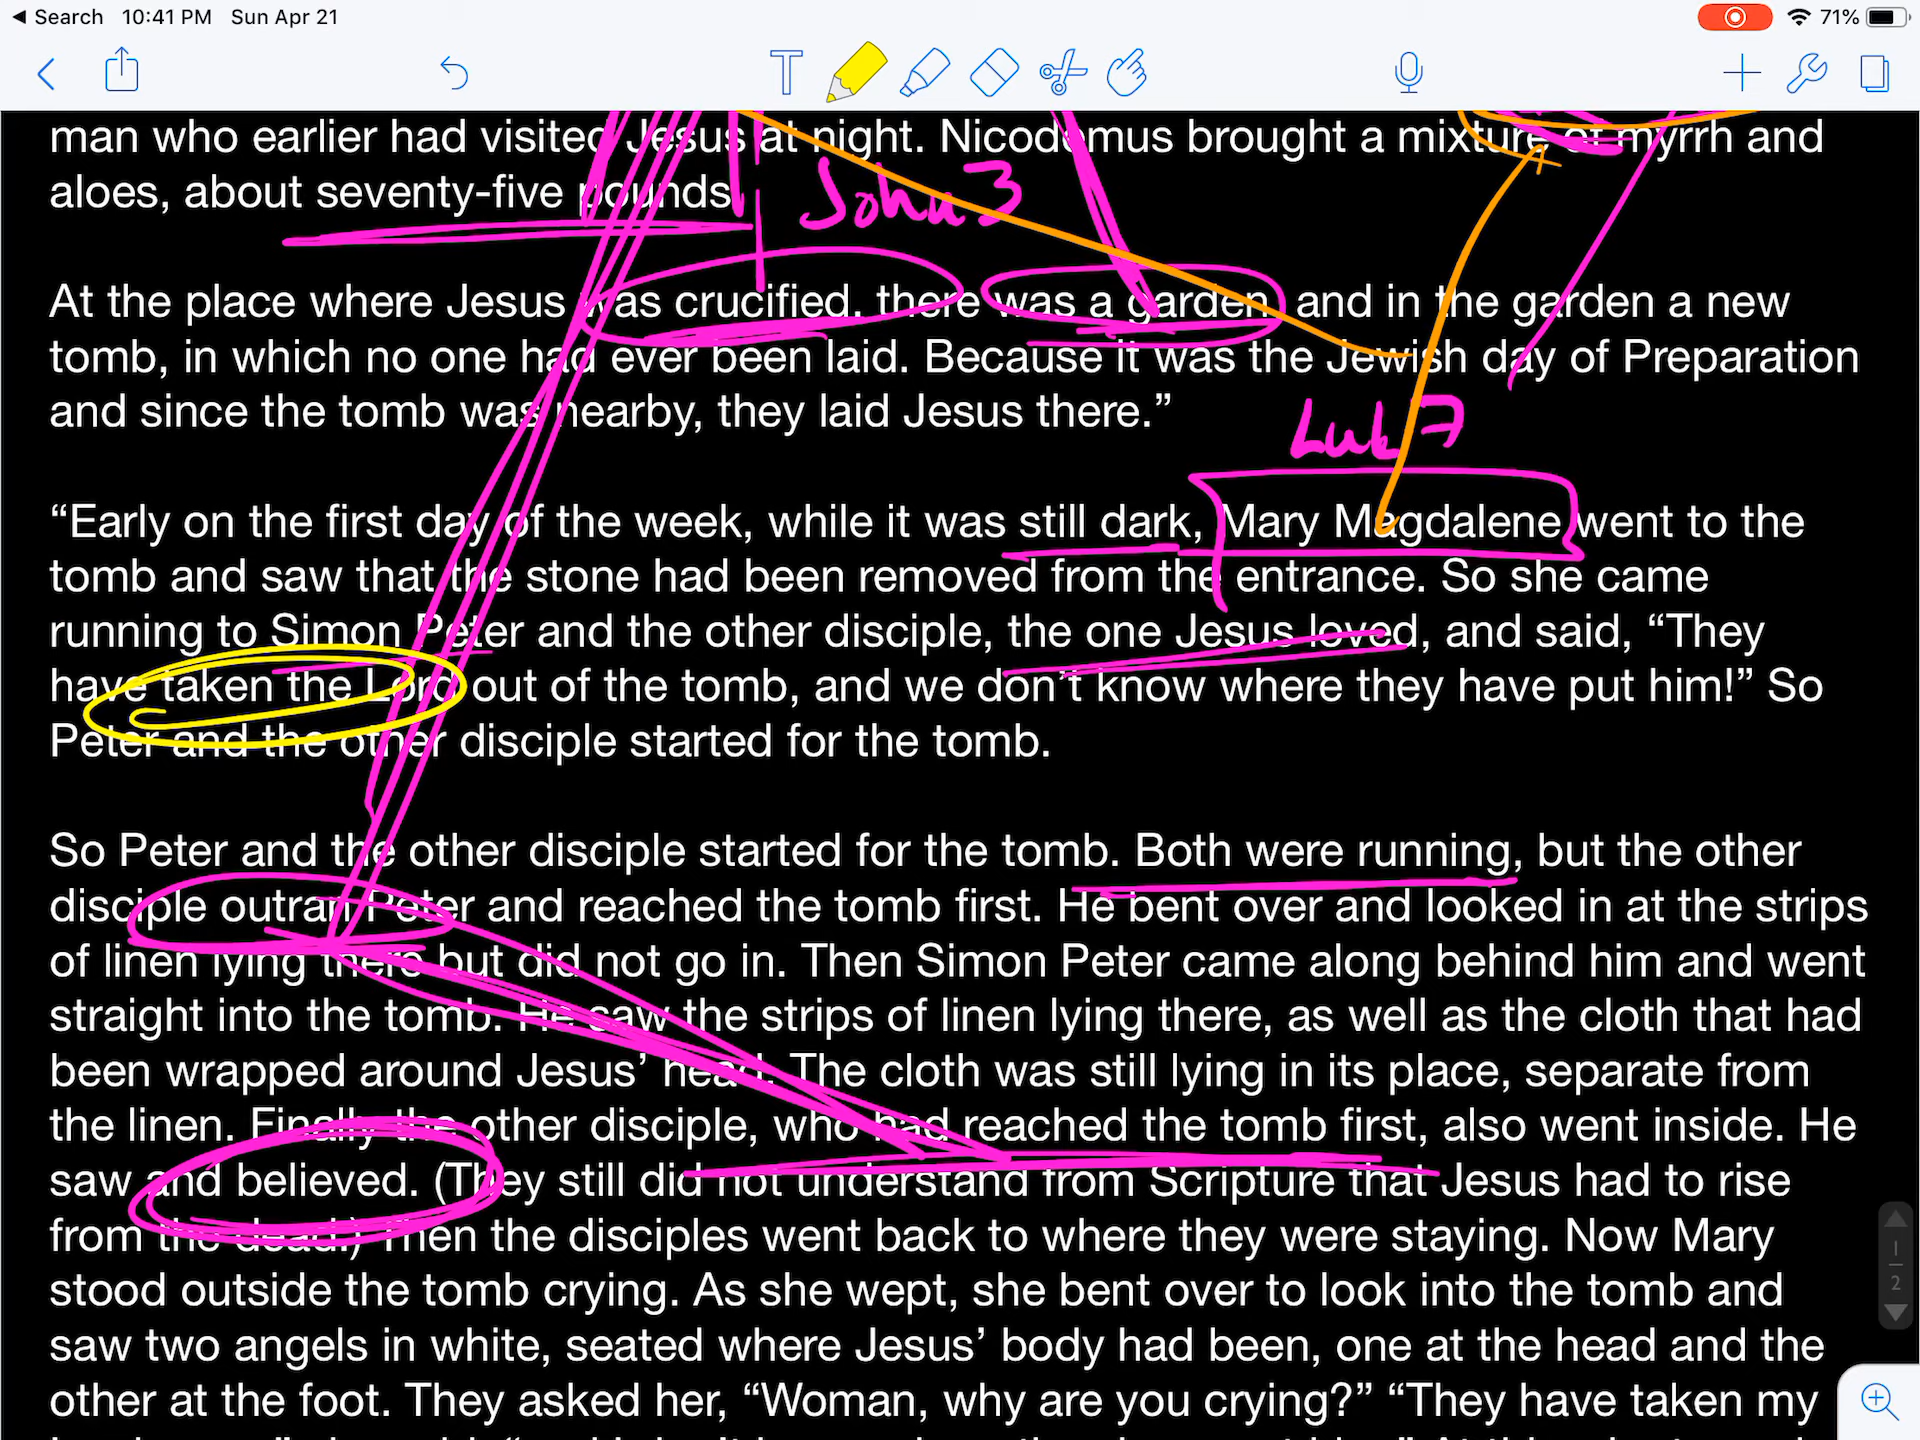 Search 10:41 PM Sun Apr 21 71%
T
man who earlier had visited Jesus at night. Nicodemus brought a mixture of myrrh and
aloes, about seventy-five pounds.
John 3
At the place where Jesus was crucified, there was a garden, and in the garden a new
tomb, in which no one had ever been laid. Because it was the Jewish day of Preparation
and since the tomb was nearby, they laid Jesus there.”
Luk 7
“Early on the first day of the week, while it was still dark, Mary Magdalene went to the
tomb and saw that the stone had been removed from the entrance. So she came
running to Simon Peter and the other disciple, the one Jesus loved, and said, “They
have taken the Lord out of the tomb, and we don’t know where they have put him!” So
Peter and the other disciple started for the tomb.
So Peter and the other disciple started for the tomb. Both were running, but the other
disciple outran Peter and reached the tomb first. He bent over and looked in at the strips
of linen lying there but did not go in. Then Simon Peter came along behind him and went
straight into the tomb. He saw the strips of linen lying there, as well as the cloth that had
been wrapped around Jesus’ head. The cloth was still lying in its place, separate from
the linen. Finally the other disciple, who had reached the tomb first, also went inside. He
saw and believed. (They still did not understand from Scripture that Jesus had to rise
from the dead.) Then the disciples went back to where they were staying. Now Mary
stood outside the tomb crying. As she wept, she bent over to look into the tomb and
saw two angels in white, seated where Jesus’ body had been, one at the head and the
other at the foot. They asked her, “Woman, why are you crying?” “They have taken my
1
2